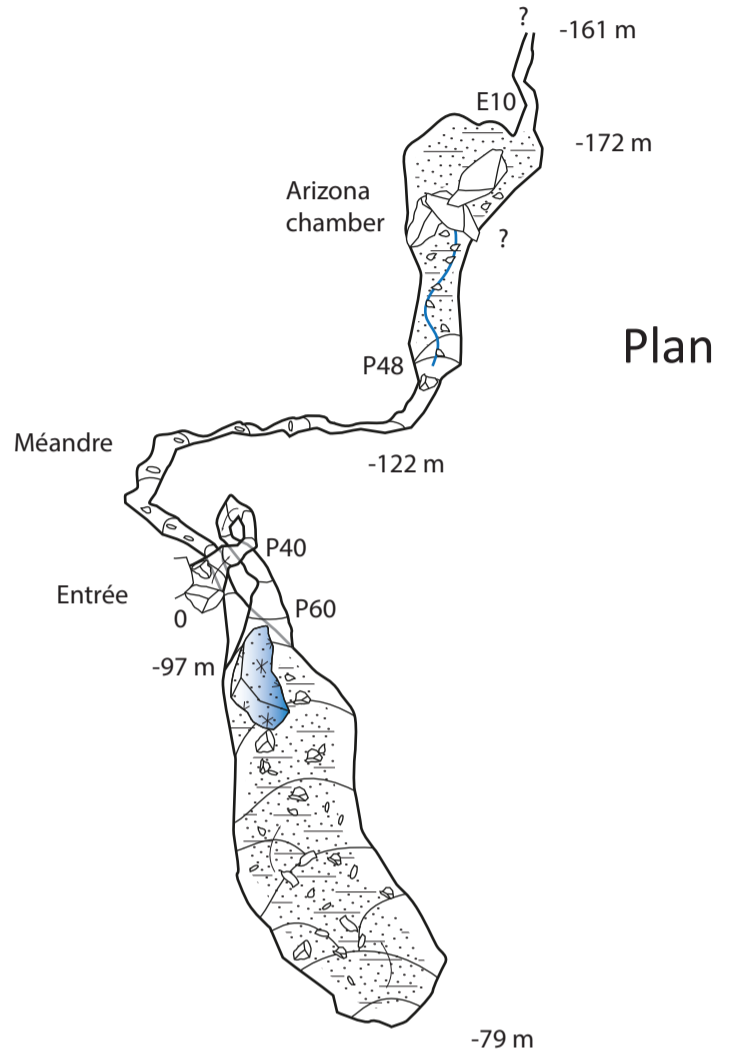 ?
-161 m
E10
-172 m
Arizona
chamber
?
Plan
P48
Méandre
-122 m
P40
Entrée
P60
0
-97 m
-79 m